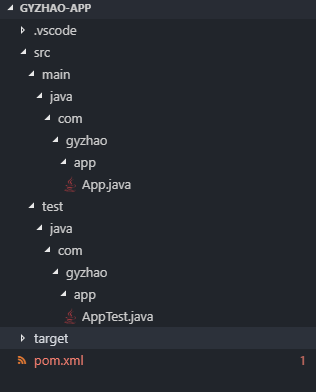 GYZHAO-APP
.vscode
src
main
java
com
gyzhao
app
App.java
test
java
com
gyzhao
app
AppTest.java
target
pom.xml 1